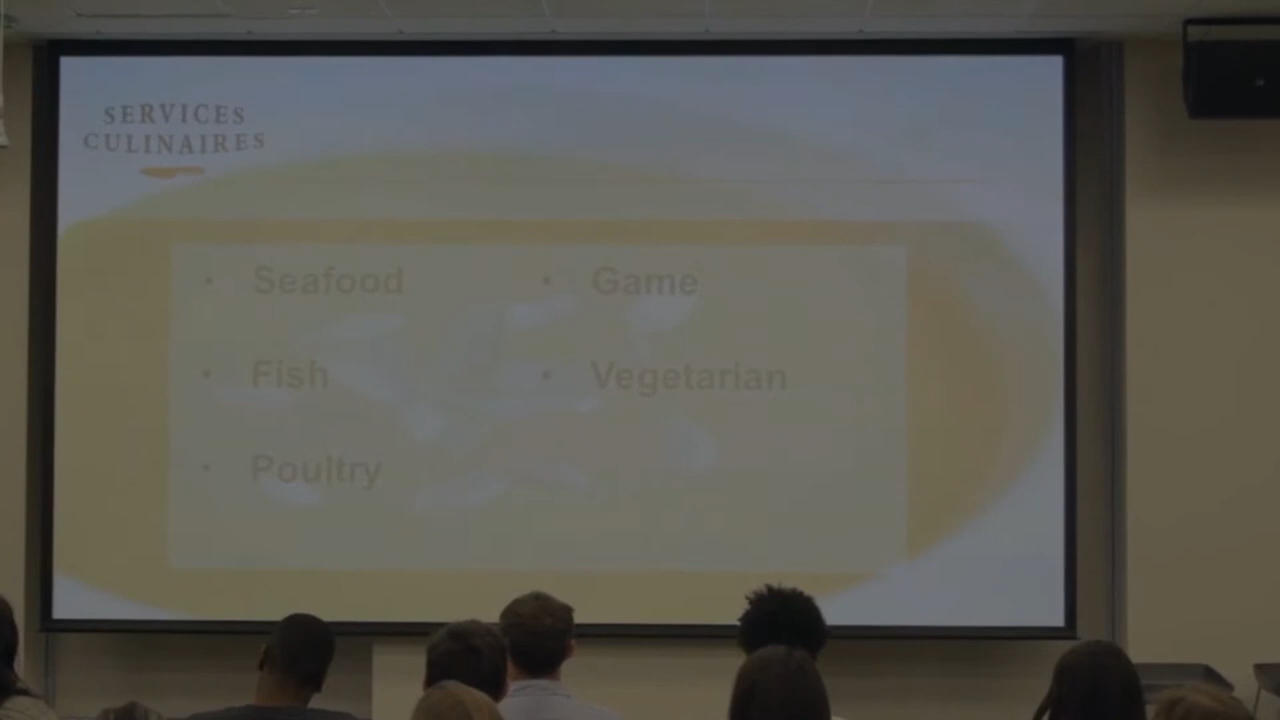 SERVICES
CULINAIRES
• Seafood
• Fish
• Poultry
• Game
• Vegetarian